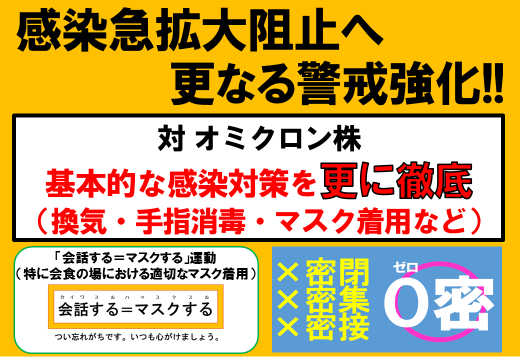 感染急拡大阻止へ
更なる警戒強化!!
対 オミクロン株
基本的な感染対策を更に徹底
（換気・手指消毒・マスク着用など）
「会話する＝マスクする」運動
（特に会食の場における適切なマスク着用）
カイワスルハマスクスル
会話する＝マスクする
つい忘れがちです。いつも心がけましょう。
×密閉
×密集
×密接
ゼロ
0密